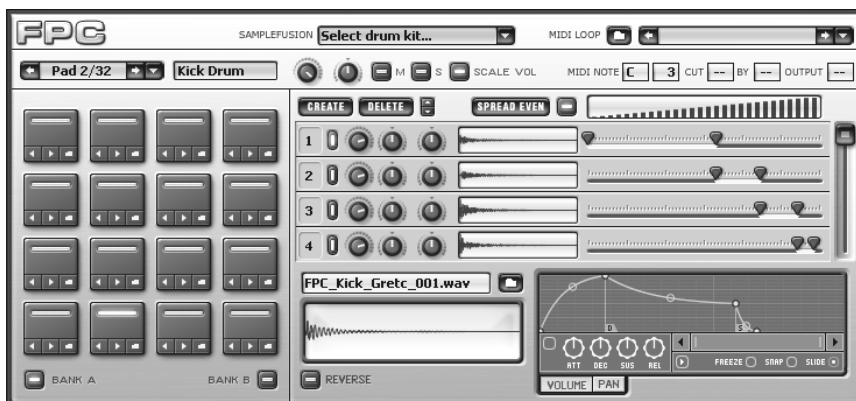 FPC SAMPLEFUSION Select drum kit... MIDI LOOP
Pad 2/32 Kick Drum M S SCALE VOL MIDI NOTE C 3 CUT -- BY -- OUTPUT --
CREATE DELETE SPREAD EVEN
1
2
3
4
FPC_Kick_Gretc_001.wav
D S
ATT DEC SUS REL FREEZE SNAP SLIDE
BANK A BANK B REVERSE VOLUME PAN